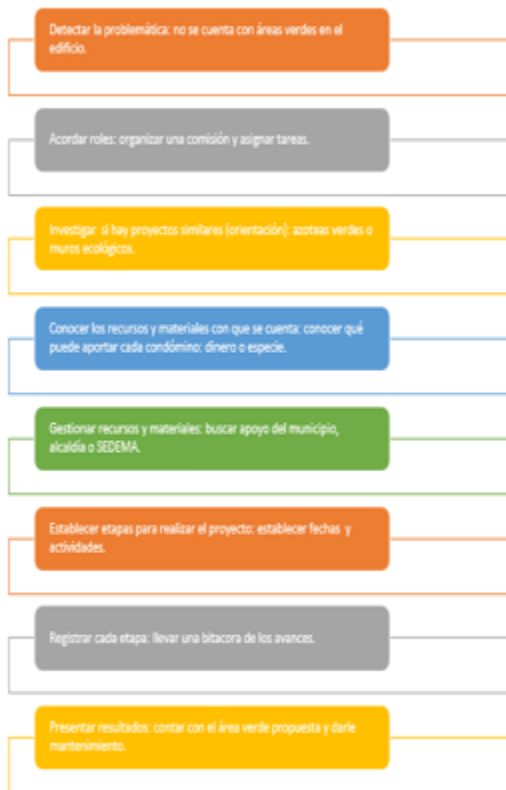 Detectar la problemática: no se cuenta con áreas verdes en el
edificio.
Acordar roles: organizar una comisión y asignar tareas.
Investigar si hay proyectos similares (orientación): azoteas verdes o
muros ecológicos.
Conocer los recursos y materiales con que se cuenta: conocer qué
puede aportar cada condómino: dinero o especie.
Gestionar recursos y materiales: buscar apoyo del municipio,
alcaldía o SEDEMA.
Establecer etapas para realizar el proyecto: establecer fechas y
actividades.
Registrar cada etapa: llevar una bitacora de los avances.
Presentar resultados: contar con el área verde propuesta y darle
mantenimiento.